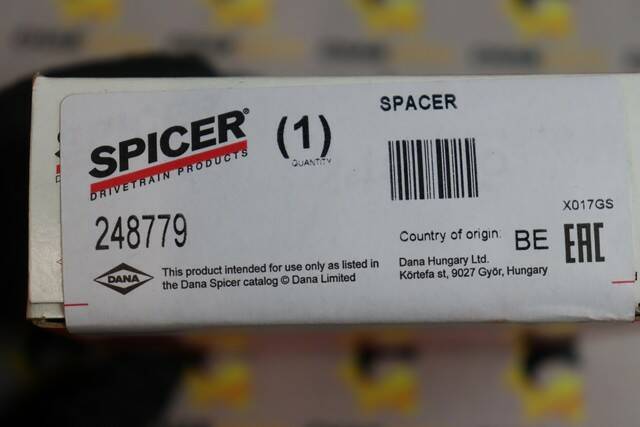 SPICER®
DRIVETRAIN PRODUCTS
(1)
QUANTITY
SPACER
248779
X017GS
Country of origin: BE
EAC
DANA
This product intended for use only as listed in
the Dana Spicer catalog © Dana Limited
Dana Hungary Ltd.
Körtefa st, 9027 Győr, Hungary